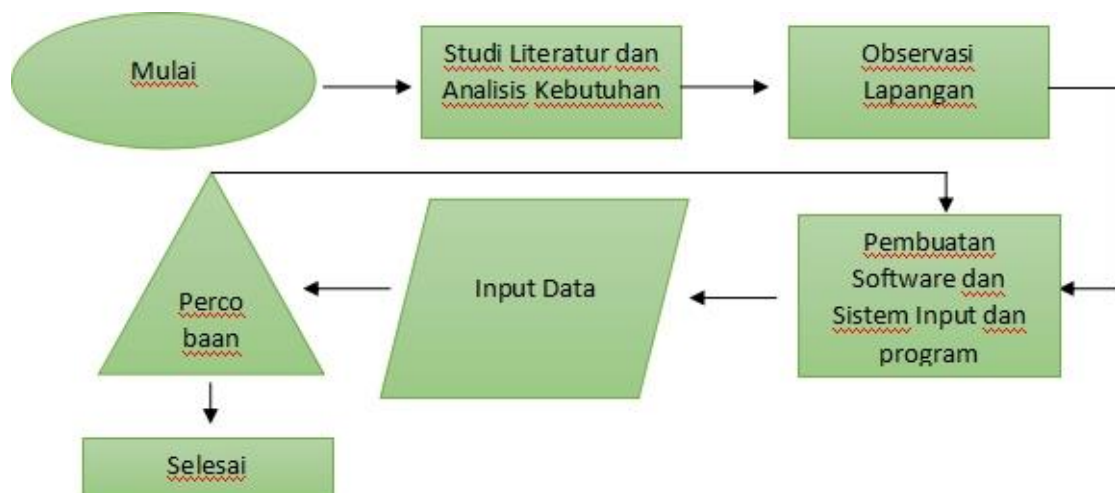 Mulai
Studi Literatur dan
Analisis Kebutuhan
Observasi
Lapangan
Pembuatan
Software dan
Sistem Input dan
program
Input Data
Perco
baan
Selesai